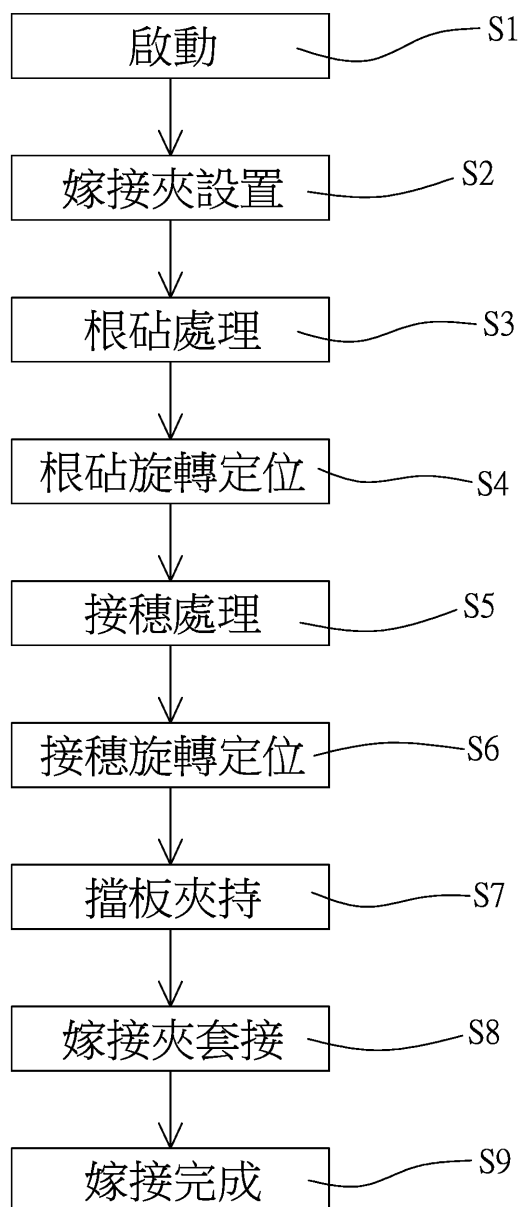 啟動 S1
嫁接夾設置 S2
根砧處理 S3
根砧旋轉定位 S4
接穗處理 S5
接穗旋轉定位 S6
擋板夾持 S7
嫁接夾套接 S8
嫁接完成 S9